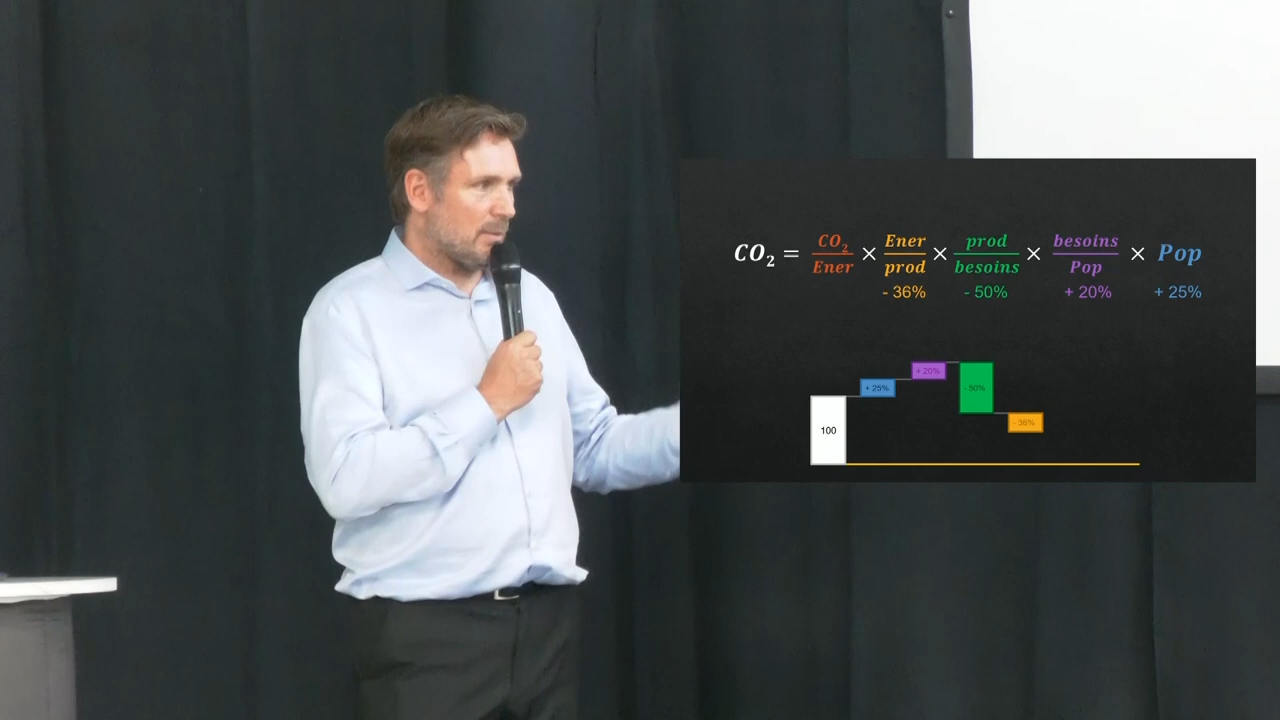 CO₂ = CO₂/Ener × Ener/prod × prod/besoins × besoins/Pop × Pop
- 36% - 50% + 20% + 25%
+ 20%
+ 25%
- 50%
- 36%
100